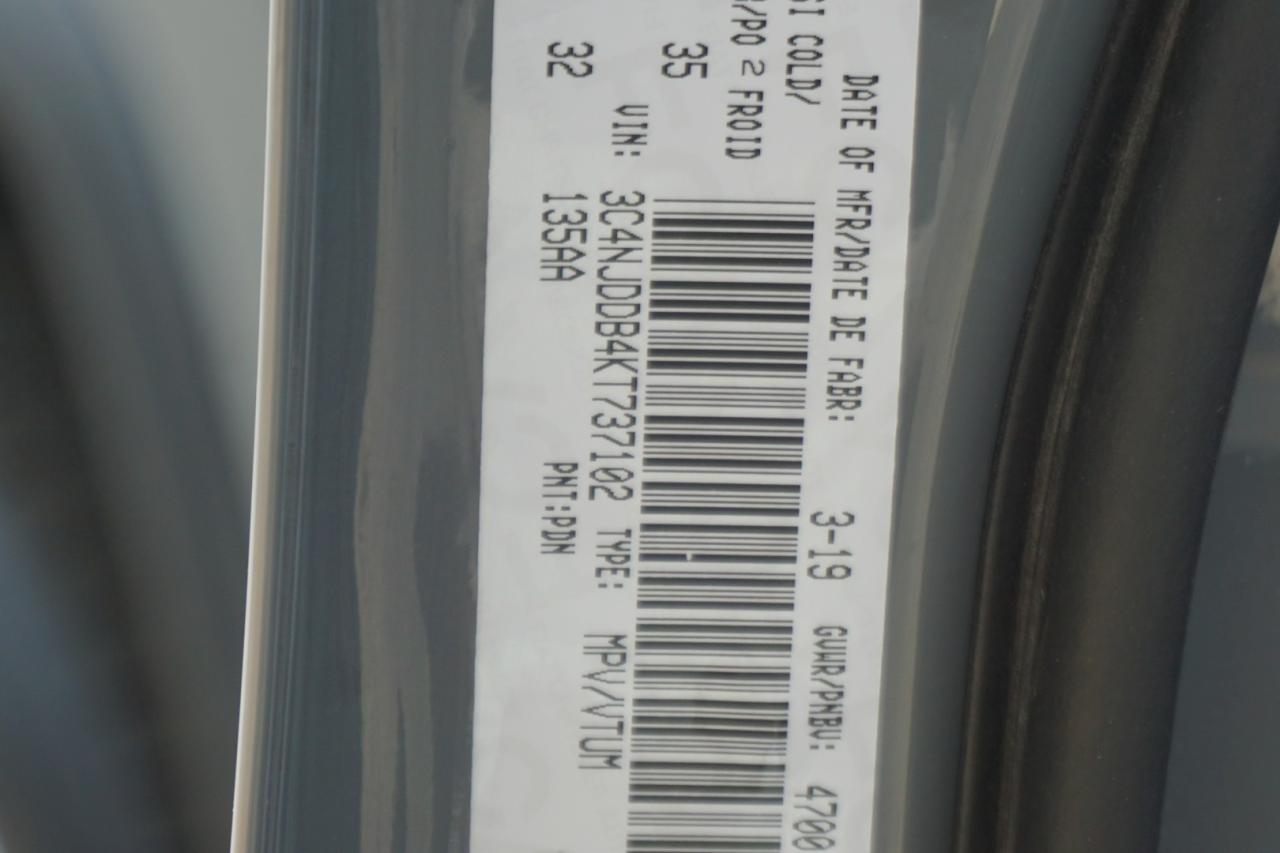 DATE OF MFR/DATE DE FABR: 3-19 GVWR/PNBV: 4700
SI COLD/
/PO 2 FROID
35
VIN: 3C4NJDDB4KT737102 TYPE: MPV/VTUM
32 135AA PNT:PDN